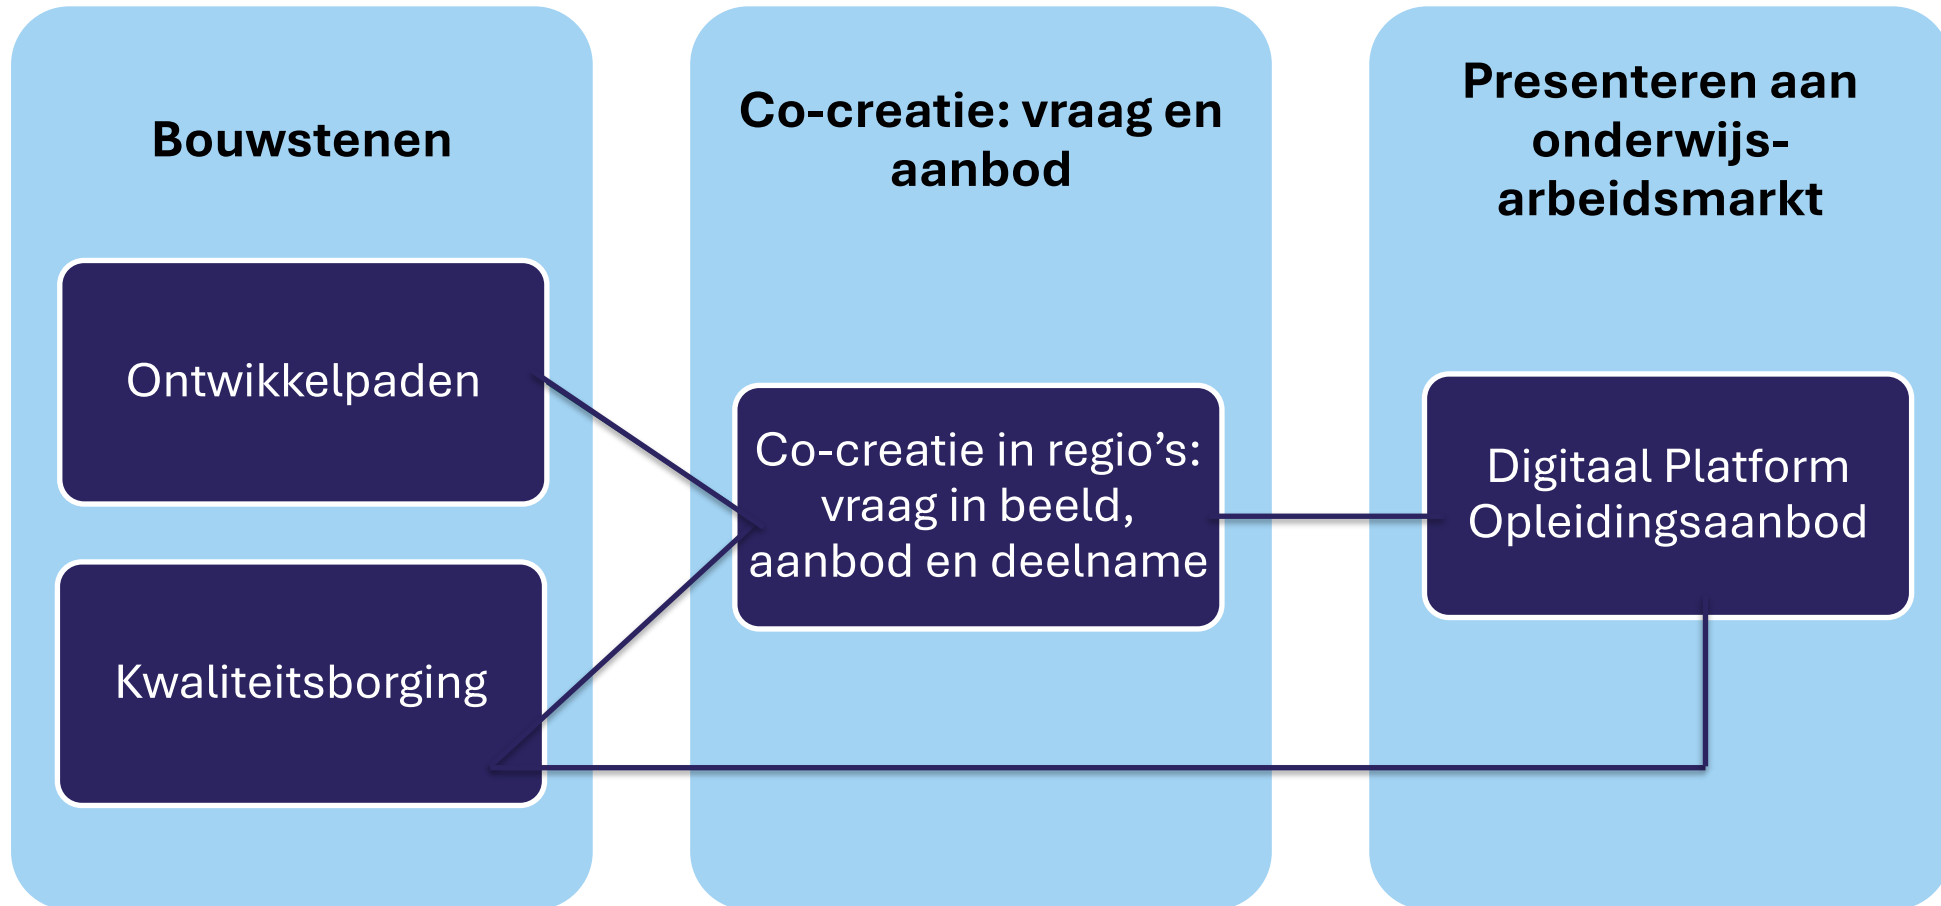 Bouwstenen
Ontwikkelpaden
Kwaliteitsborging
Co-creatie: vraag en
aanbod
Co-creatie in regio’s:
vraag in beeld,
aanbod en deelname
Presenteren aan
onderwijs-
arbeidsmarkt
Digitaal Platform
Opleidingsaanbod